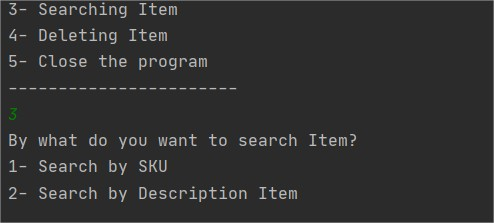 3- Searching Item
4- Deleting Item
5- Close the program
-----------------------
3
By what do you want to search Item?
1- Search by SKU
2- Search by Description Item